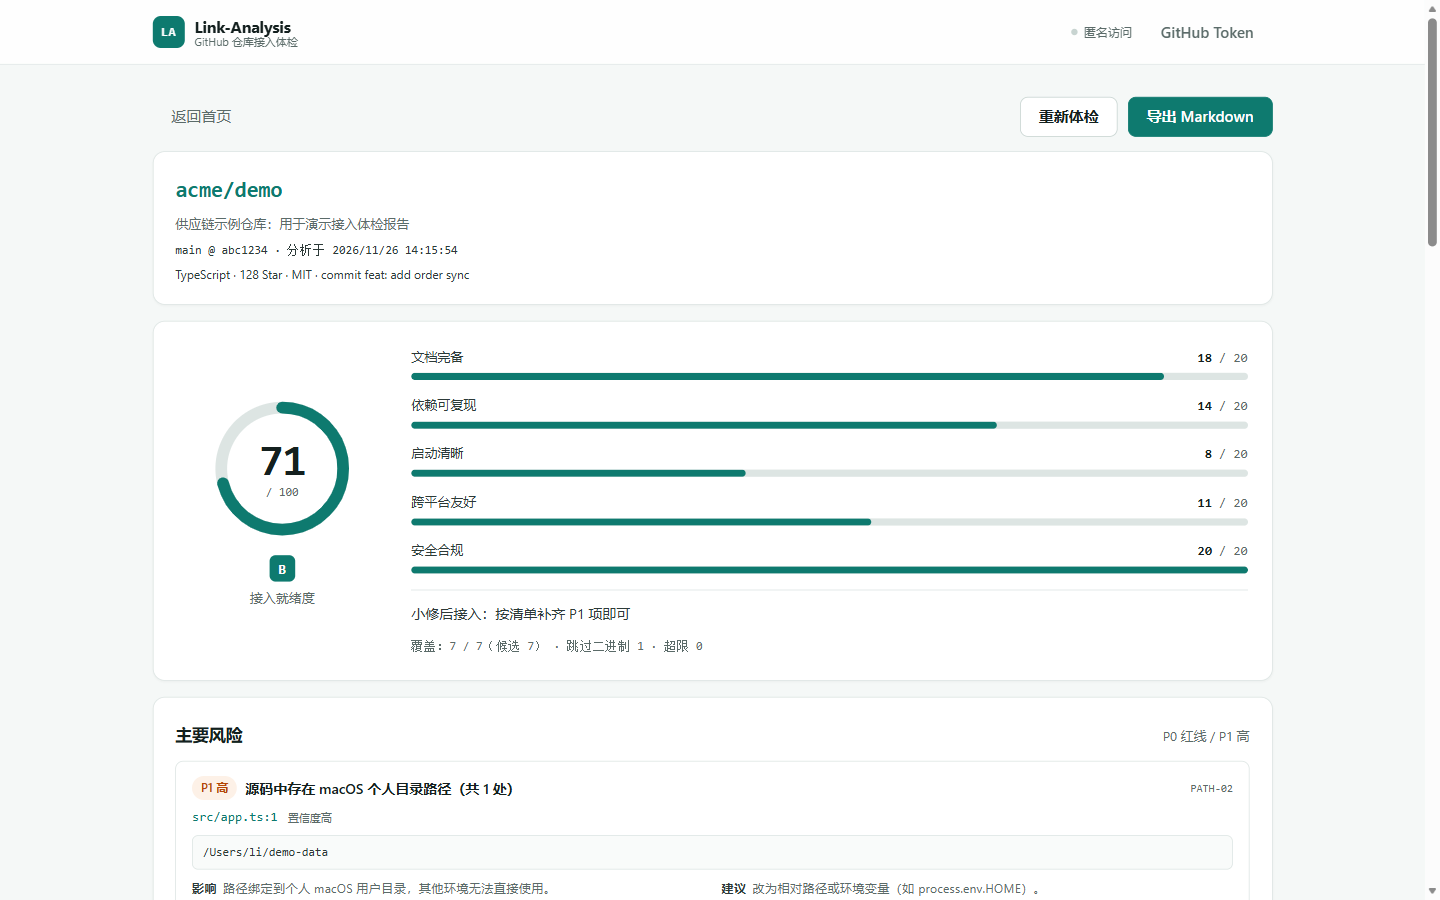 LA
Link-Analysis
GitHub 仓库接入体检
匿名访问
GitHub Token
返回首页
重新体检
导出 Markdown
acme/demo
供应链示例仓库：用于演示接入体检报告
main @ abc1234 · 分析于 2026/11/26 14:15:54
TypeScript · 128 Star · MIT · commit feat: add order sync
71
/ 100
B
接入就绪度
文档完备 18 / 20
依赖可复现 14 / 20
启动清晰 8 / 20
跨平台友好 11 / 20
安全合规 20 / 20
小修后接入：按清单补齐 P1 项即可
覆盖：7 / 7（候选 7） · 跳过二进制 1 · 超限 0
主要风险
P0 红线 / P1 高
P1 高 源码中存在 macOS 个人目录路径（共 1 处）
PATH-02
src/app.ts:1 置信度高
/Users/li/demo-data
影响 路径绑定到个人 macOS 用户目录，其他环境无法直接使用。
建议 改为相对路径或环境变量（如 process.env.HOME）。